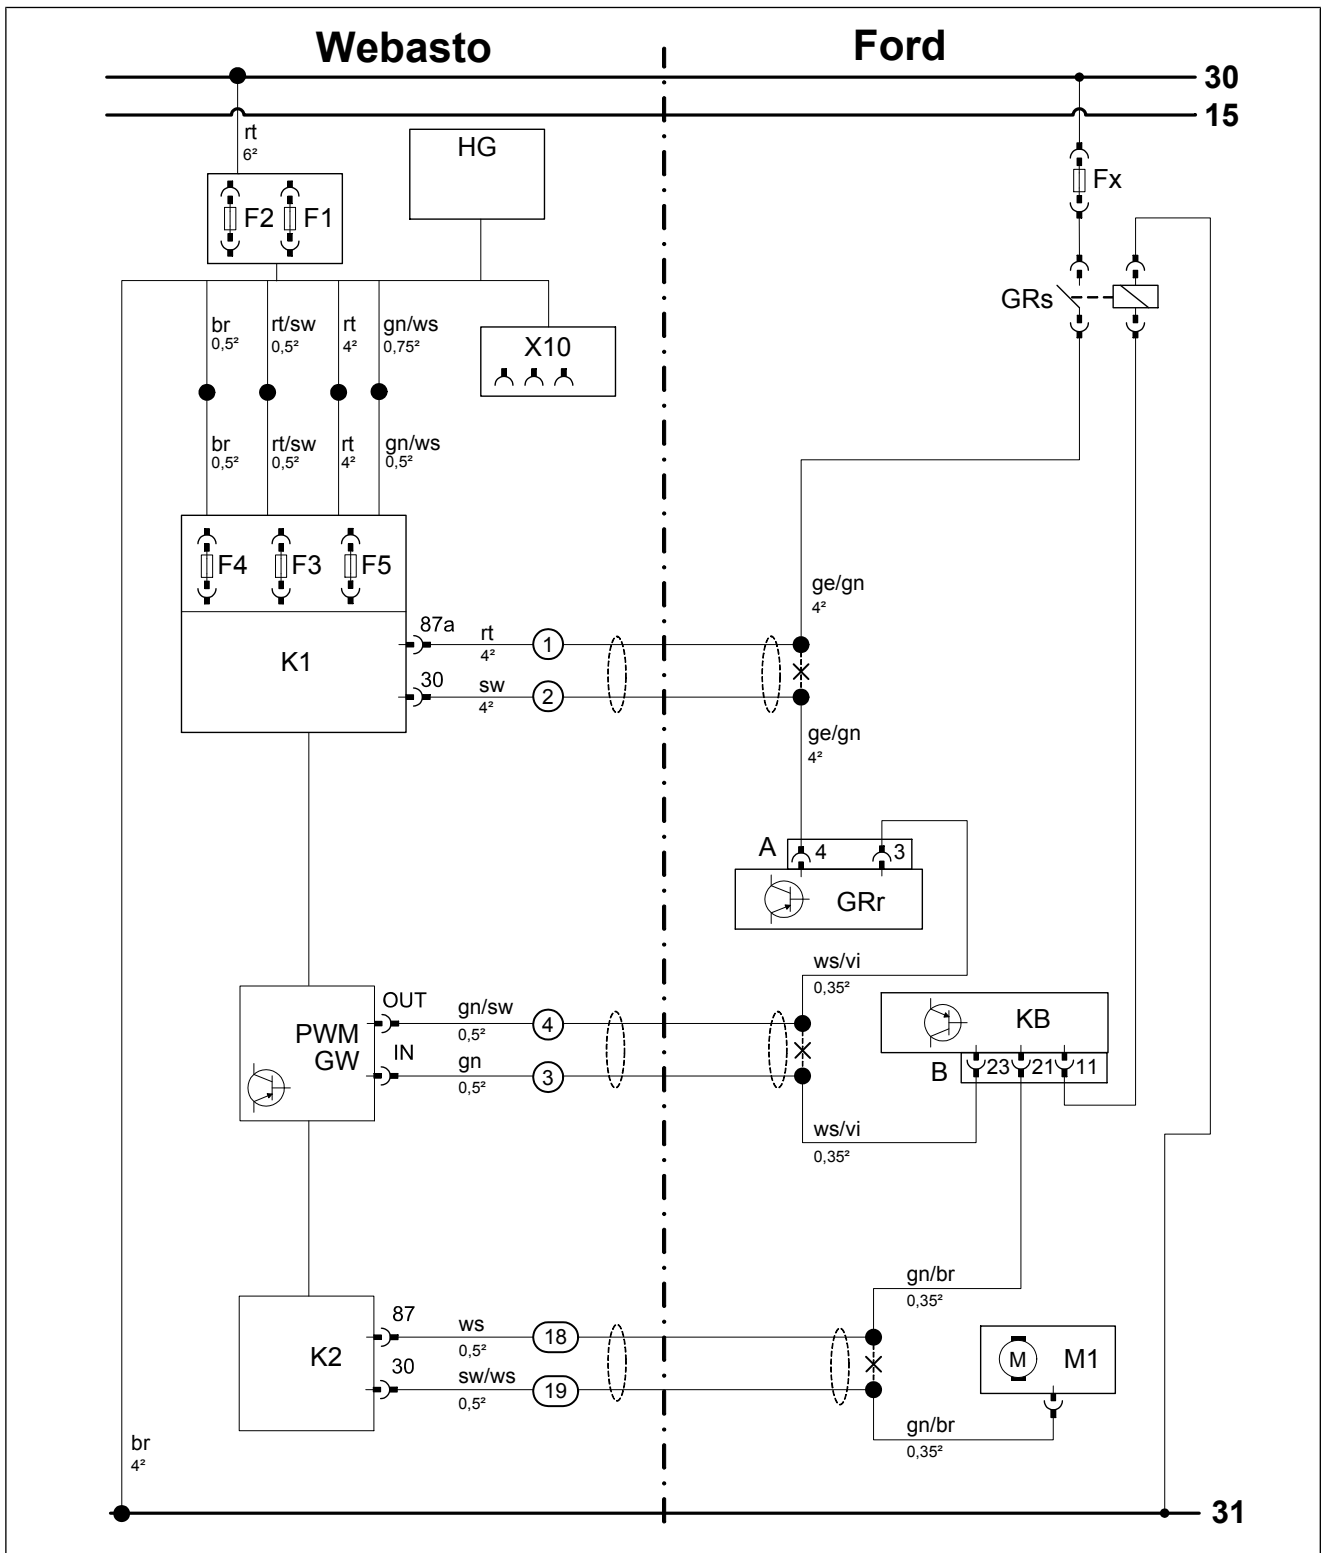 Webasto
Ford
30
15
rt
6²
HG
F2
F1
Fx
GRs
br
0,5²
rt/sw
0,5²
rt
4²
gn/ws
0,75²
X10
br
0,5²
rt/sw
0,5²
rt
4²
gn/ws
0,5²
F4
F3
F5
ge/gn
4²
K1
87a
rt
4²
1
30
sw
4²
2
ge/gn
4²
A
4
3
GRr
ws/vi
0,35²
PWM
GW
OUT
gn/sw
0,5²
4
IN
gn
0,5²
3
KB
B
23
21
11
ws/vi
0,35²
gn/br
0,35²
K2
87
ws
0,5²
18
30
sw/ws
0,5²
19
M
M1
gn/br
0,35²
br
4²
31